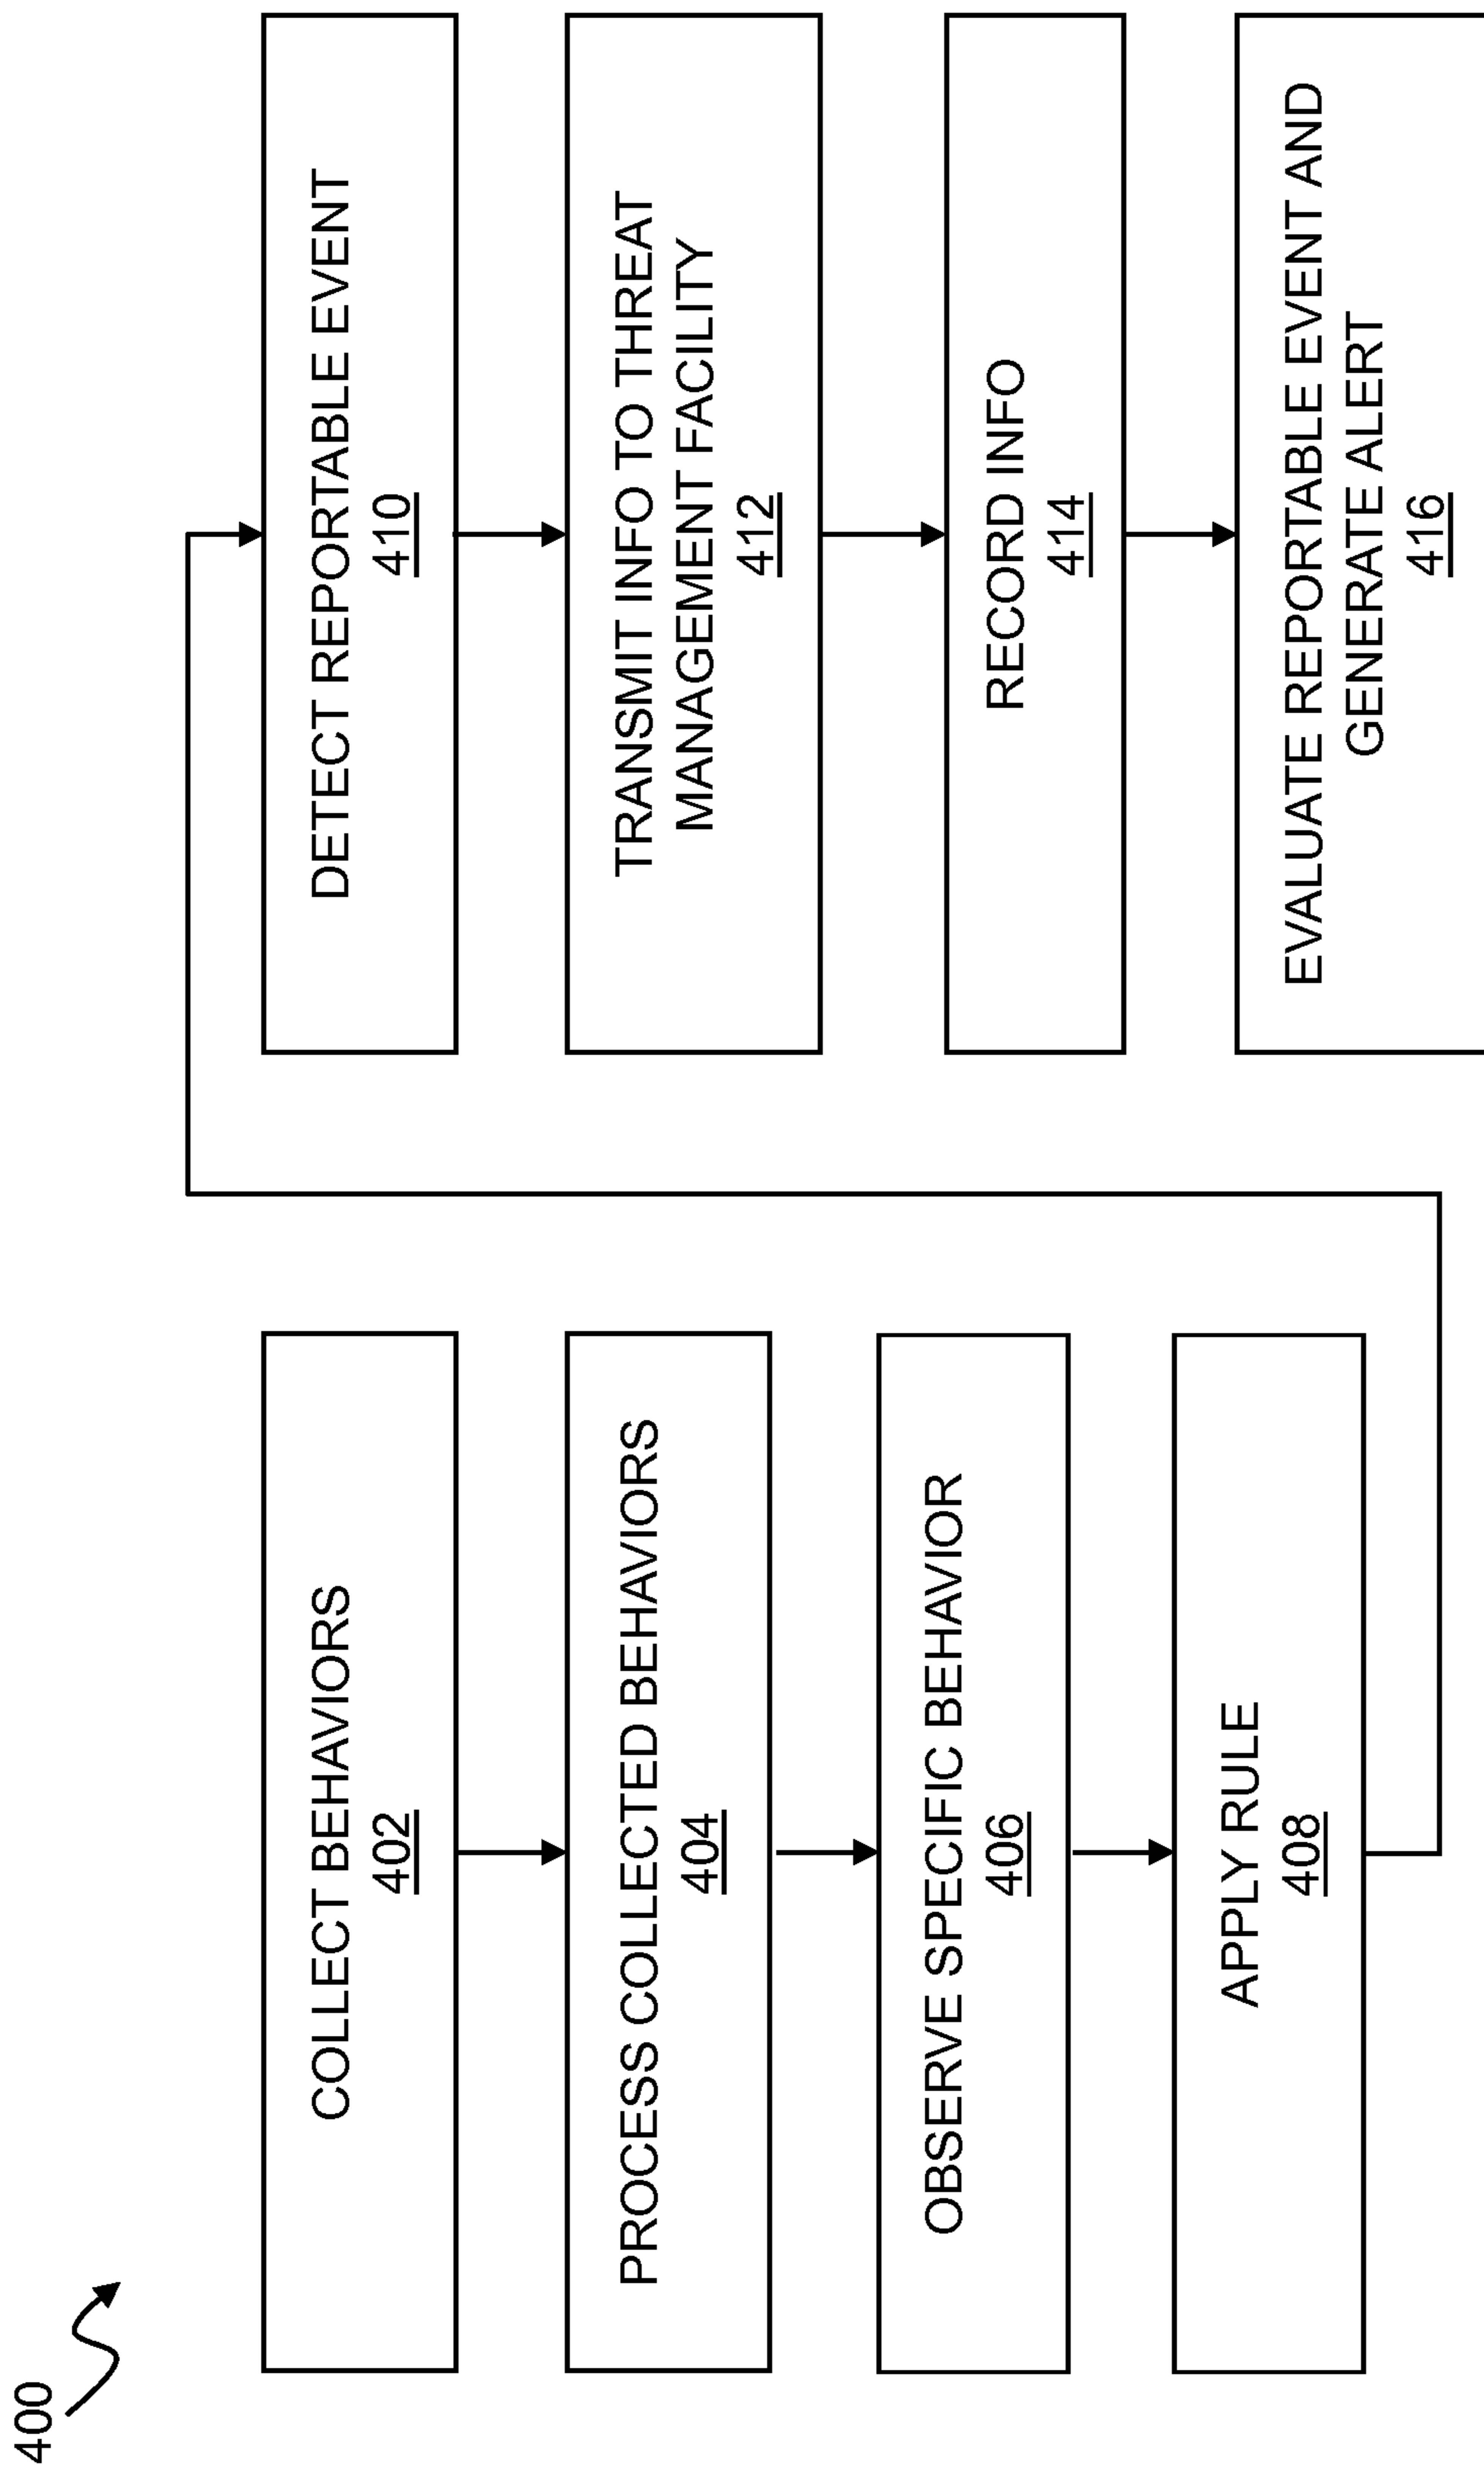 400
COLLECT BEHAVIORS
402
PROCESS COLLECTED BEHAVIORS
404
OBSERVE SPECIFIC BEHAVIOR
406
APPLY RULE
408
DETECT REPORTABLE EVENT
410
TRANSMIT INFO TO THREAT
MANAGEMENT FACILITY
412
RECORD INFO
414
EVALUATE REPORTABLE EVENT AND
GENERATE ALERT
416